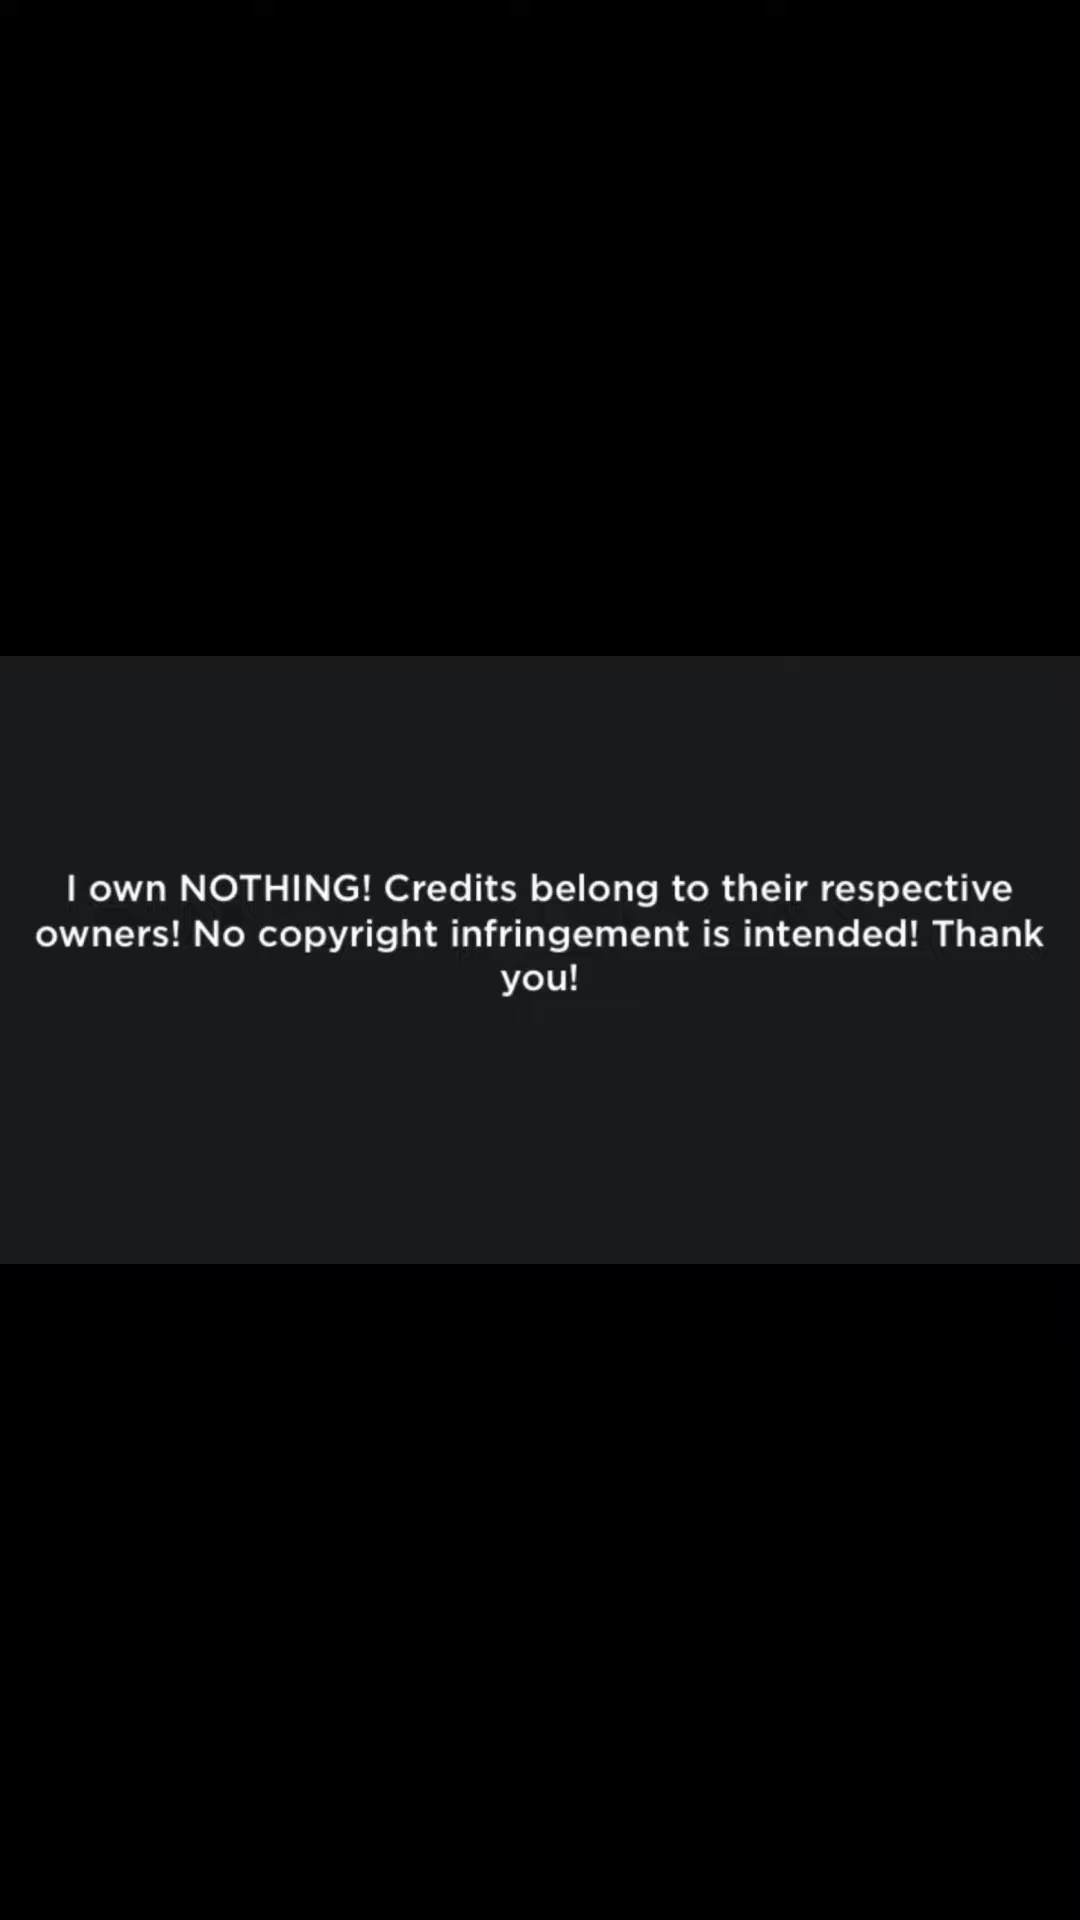 I own NOTHING! Credits belong to their respective
owners! No copyright infringement is intended! Thank
you!